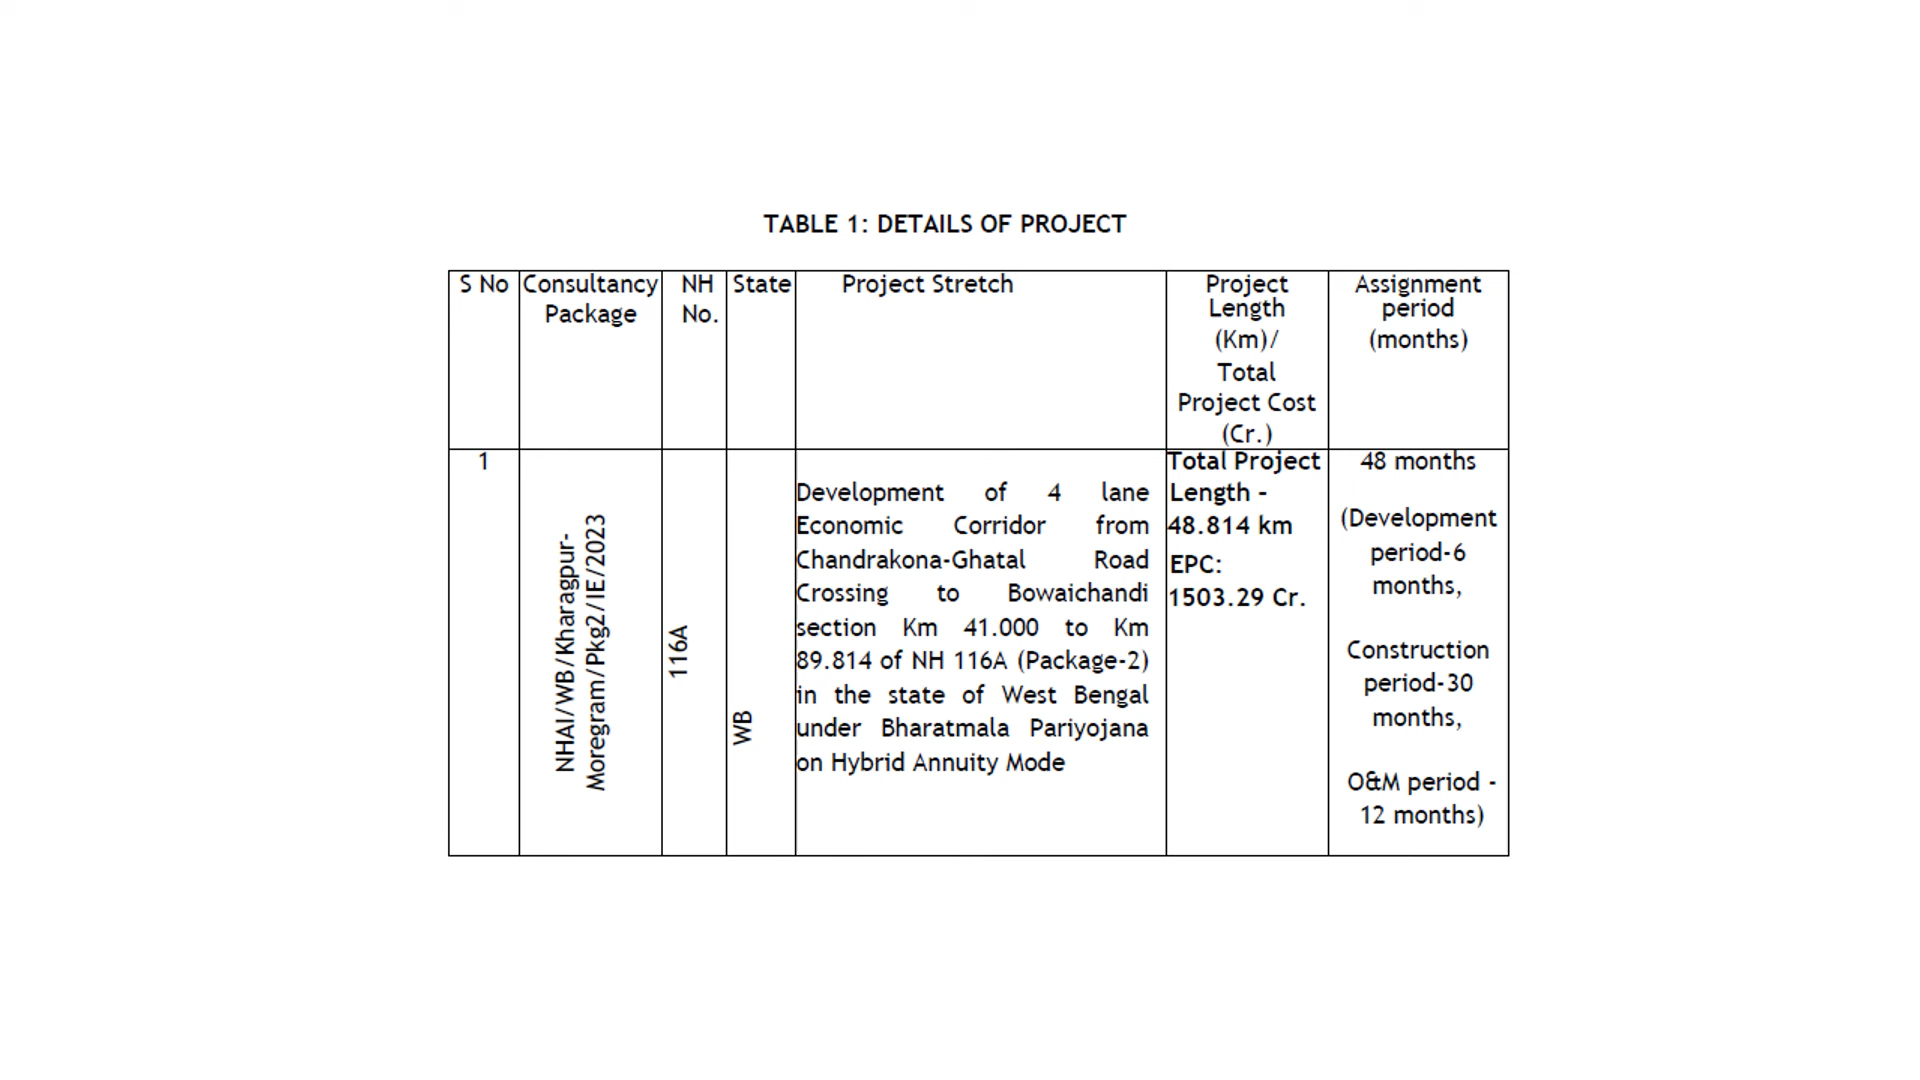 TABLE 1: DETAILS OF PROJECT
S No
Consultancy
Package
NH
No.
State
Project Stretch
Project
Length
(Km)/
Total
Project Cost
(Cr.)
Assignment
period
(months)
1
NHAI/WB/Kharagpur-
Moregram/Pkg2/IE/2023
116A
WB
Development of 4 lane
Economic Corridor from
Chandrakona-Ghatal Road
Crossing to Bowaichandi
section Km 41.000 to Km
89.814 of NH 116A (Package-2)
in the state of West Bengal
under Bharatmala Pariyojana
on Hybrid Annuity Mode
Total Project
Length -
48.814 km
EPC:
1503.29 Cr.
48 months
(Development
period-6
months,
Construction
period-30
months,
O&M period -
12 months)